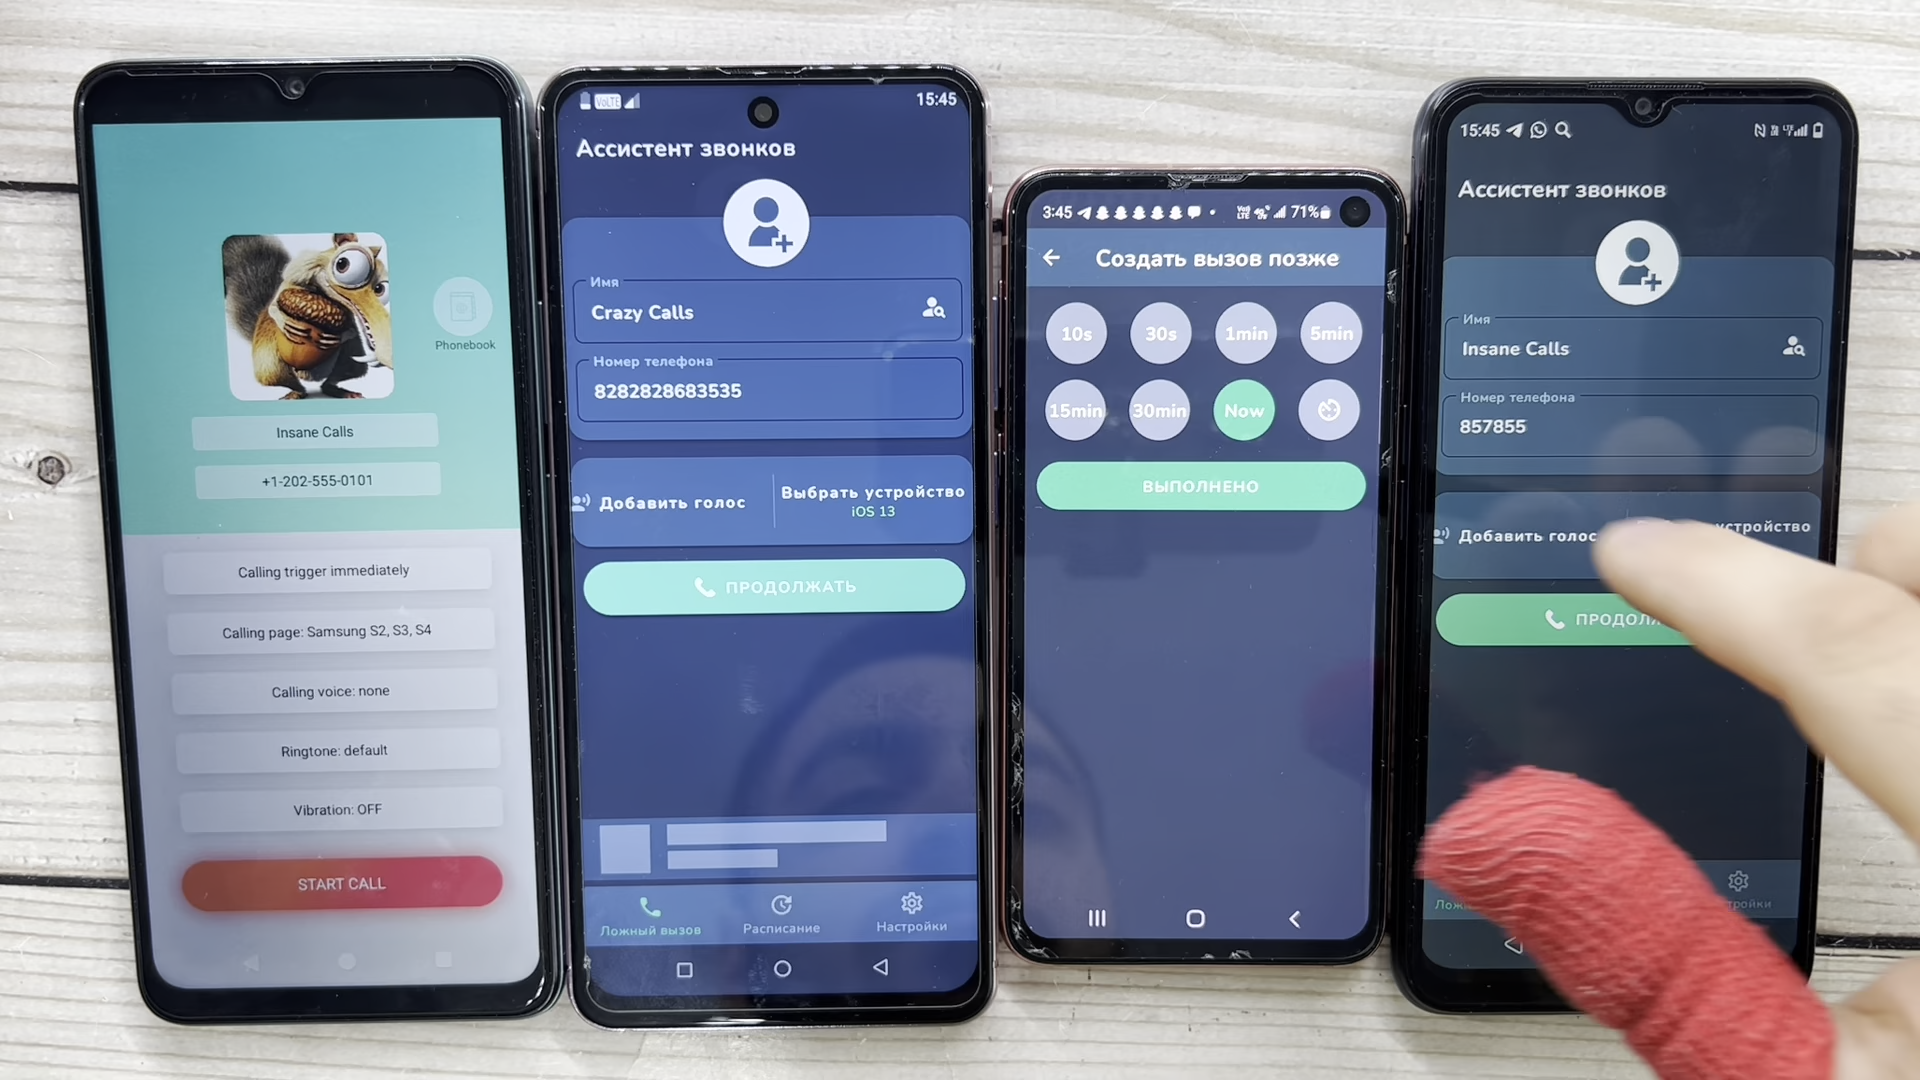 Phonebook
Insane Calls
+1-202-555-0101
Calling trigger immediately
Calling page: Samsung S2, S3, S4
Calling voice: none
Ringtone: default
Vibration: OFF
START CALL
VoLTE
15:45
Ассистент звонков
Имя
Crazy Calls
Номер телефона
8282828683535
Добавить голос
Выбрать устройство
iOS 13
ПРОДОЛЖАТЬ
Ложный вызов
Расписание
Настройки
3:45
71%
Создать вызов позже
10s
30s
1min
5min
15min
30min
Now
ВЫПОЛНЕНО
15:45
Ассистент звонков
Имя
Insane Calls
Номер телефона
857855
Добавить голос
устройство